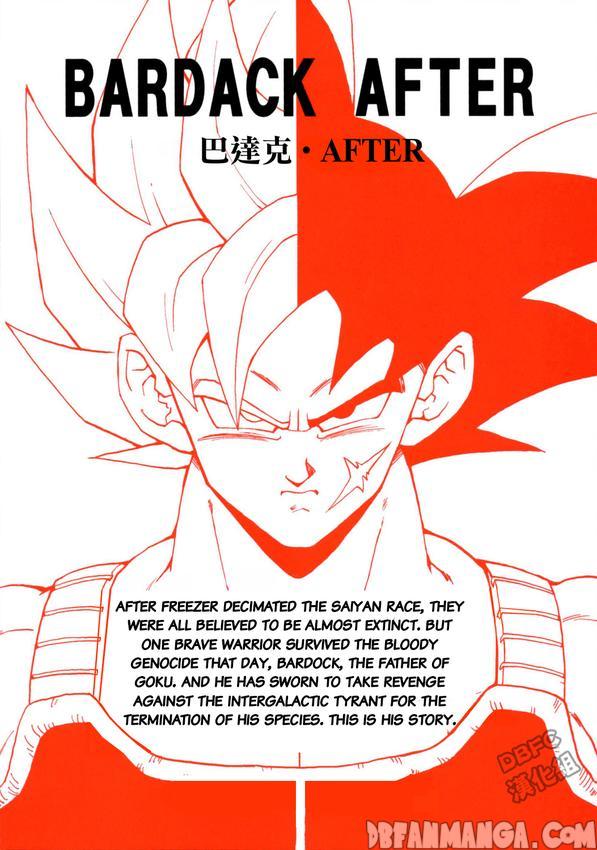 BARDACK AFTER
巴達克・AFTER
AFTER FREEZER DECIMATED THE SAIYAN RACE, THEY
WERE ALL BELIEVED TO BE ALMOST EXTINCT. BUT
ONE BRAVE WARRIOR SURVIVED THE BLOODY
GENOCIDE THAT DAY, BARDOCK, THE FATHER OF
GOKU. AND HE HAS SWORN TO TAKE REVENGE
AGAINST THE INTERGALACTIC TYRANT FOR THE
TERMINATION OF HIS SPECIES. THIS IS HIS STORY.
DBFC
漢化組
DBFANMANGA.COM